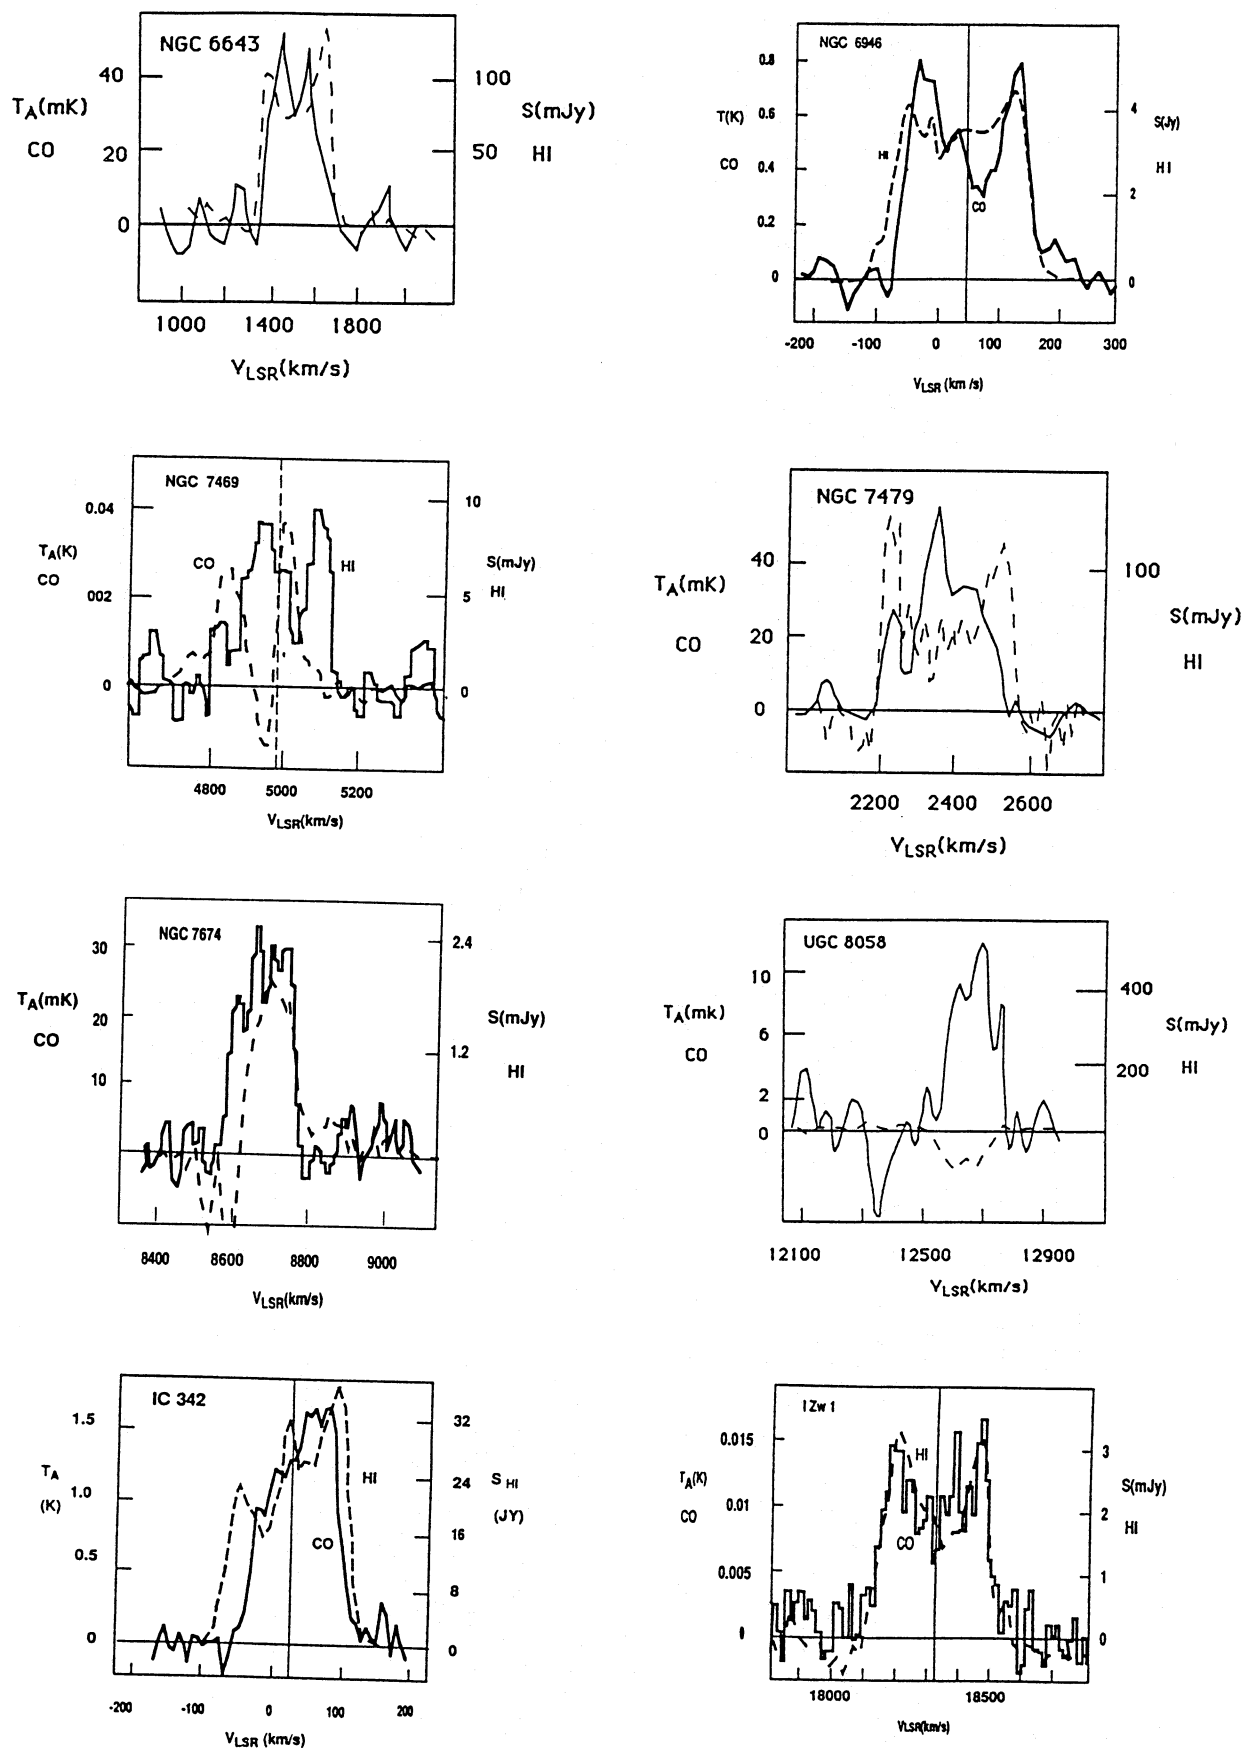 NGC 6643
40
20
0
T_A(mK)
CO
100
50
S(mJy)
HI
1000 1400 1800
V_LSR(km/s)
NGC 6946
0.8
0.6
0.4
0.2
0
T(K)
CO
HI
CO
4
2
0
S(Jy)
HI
-200 -100 0 100 200 300
V_LSR (km/s)
NGC 7469
0.04
002
0
T_A(K)
CO
CO
HI
10
5
0
S(mJy)
HI
4800 5000 5200
V_LSR(km/s)
NGC 7479
40
20
0
T_A(mK)
CO
100
S(mJy)
HI
2200 2400 2600
V_LSR(km/s)
NGC 7674
30
20
10
T_A(mK)
CO
2.4
1.2
S(mJy)
HI
8400 8600 8800 9000
V_LSR(km/s)
UGC 8058
10
6
2
0
T_A(mk)
CO
400
200
S(mJy)
HI
12100 12500 12900
V_LSR(km/s)
IC 342
1.5
1.0
0.5
0
T_A
(K)
HI
CO
32
24
16
8
0
S_HI
(JY)
-200 -100 0 100 200
V_LSR (km/s)
I Zw 1
0.015
0.01
0.005
0
T_A(K)
CO
HI
CO
3
2
1
0
S(mJy)
HI
18000 18500
V_LSR(km/s)